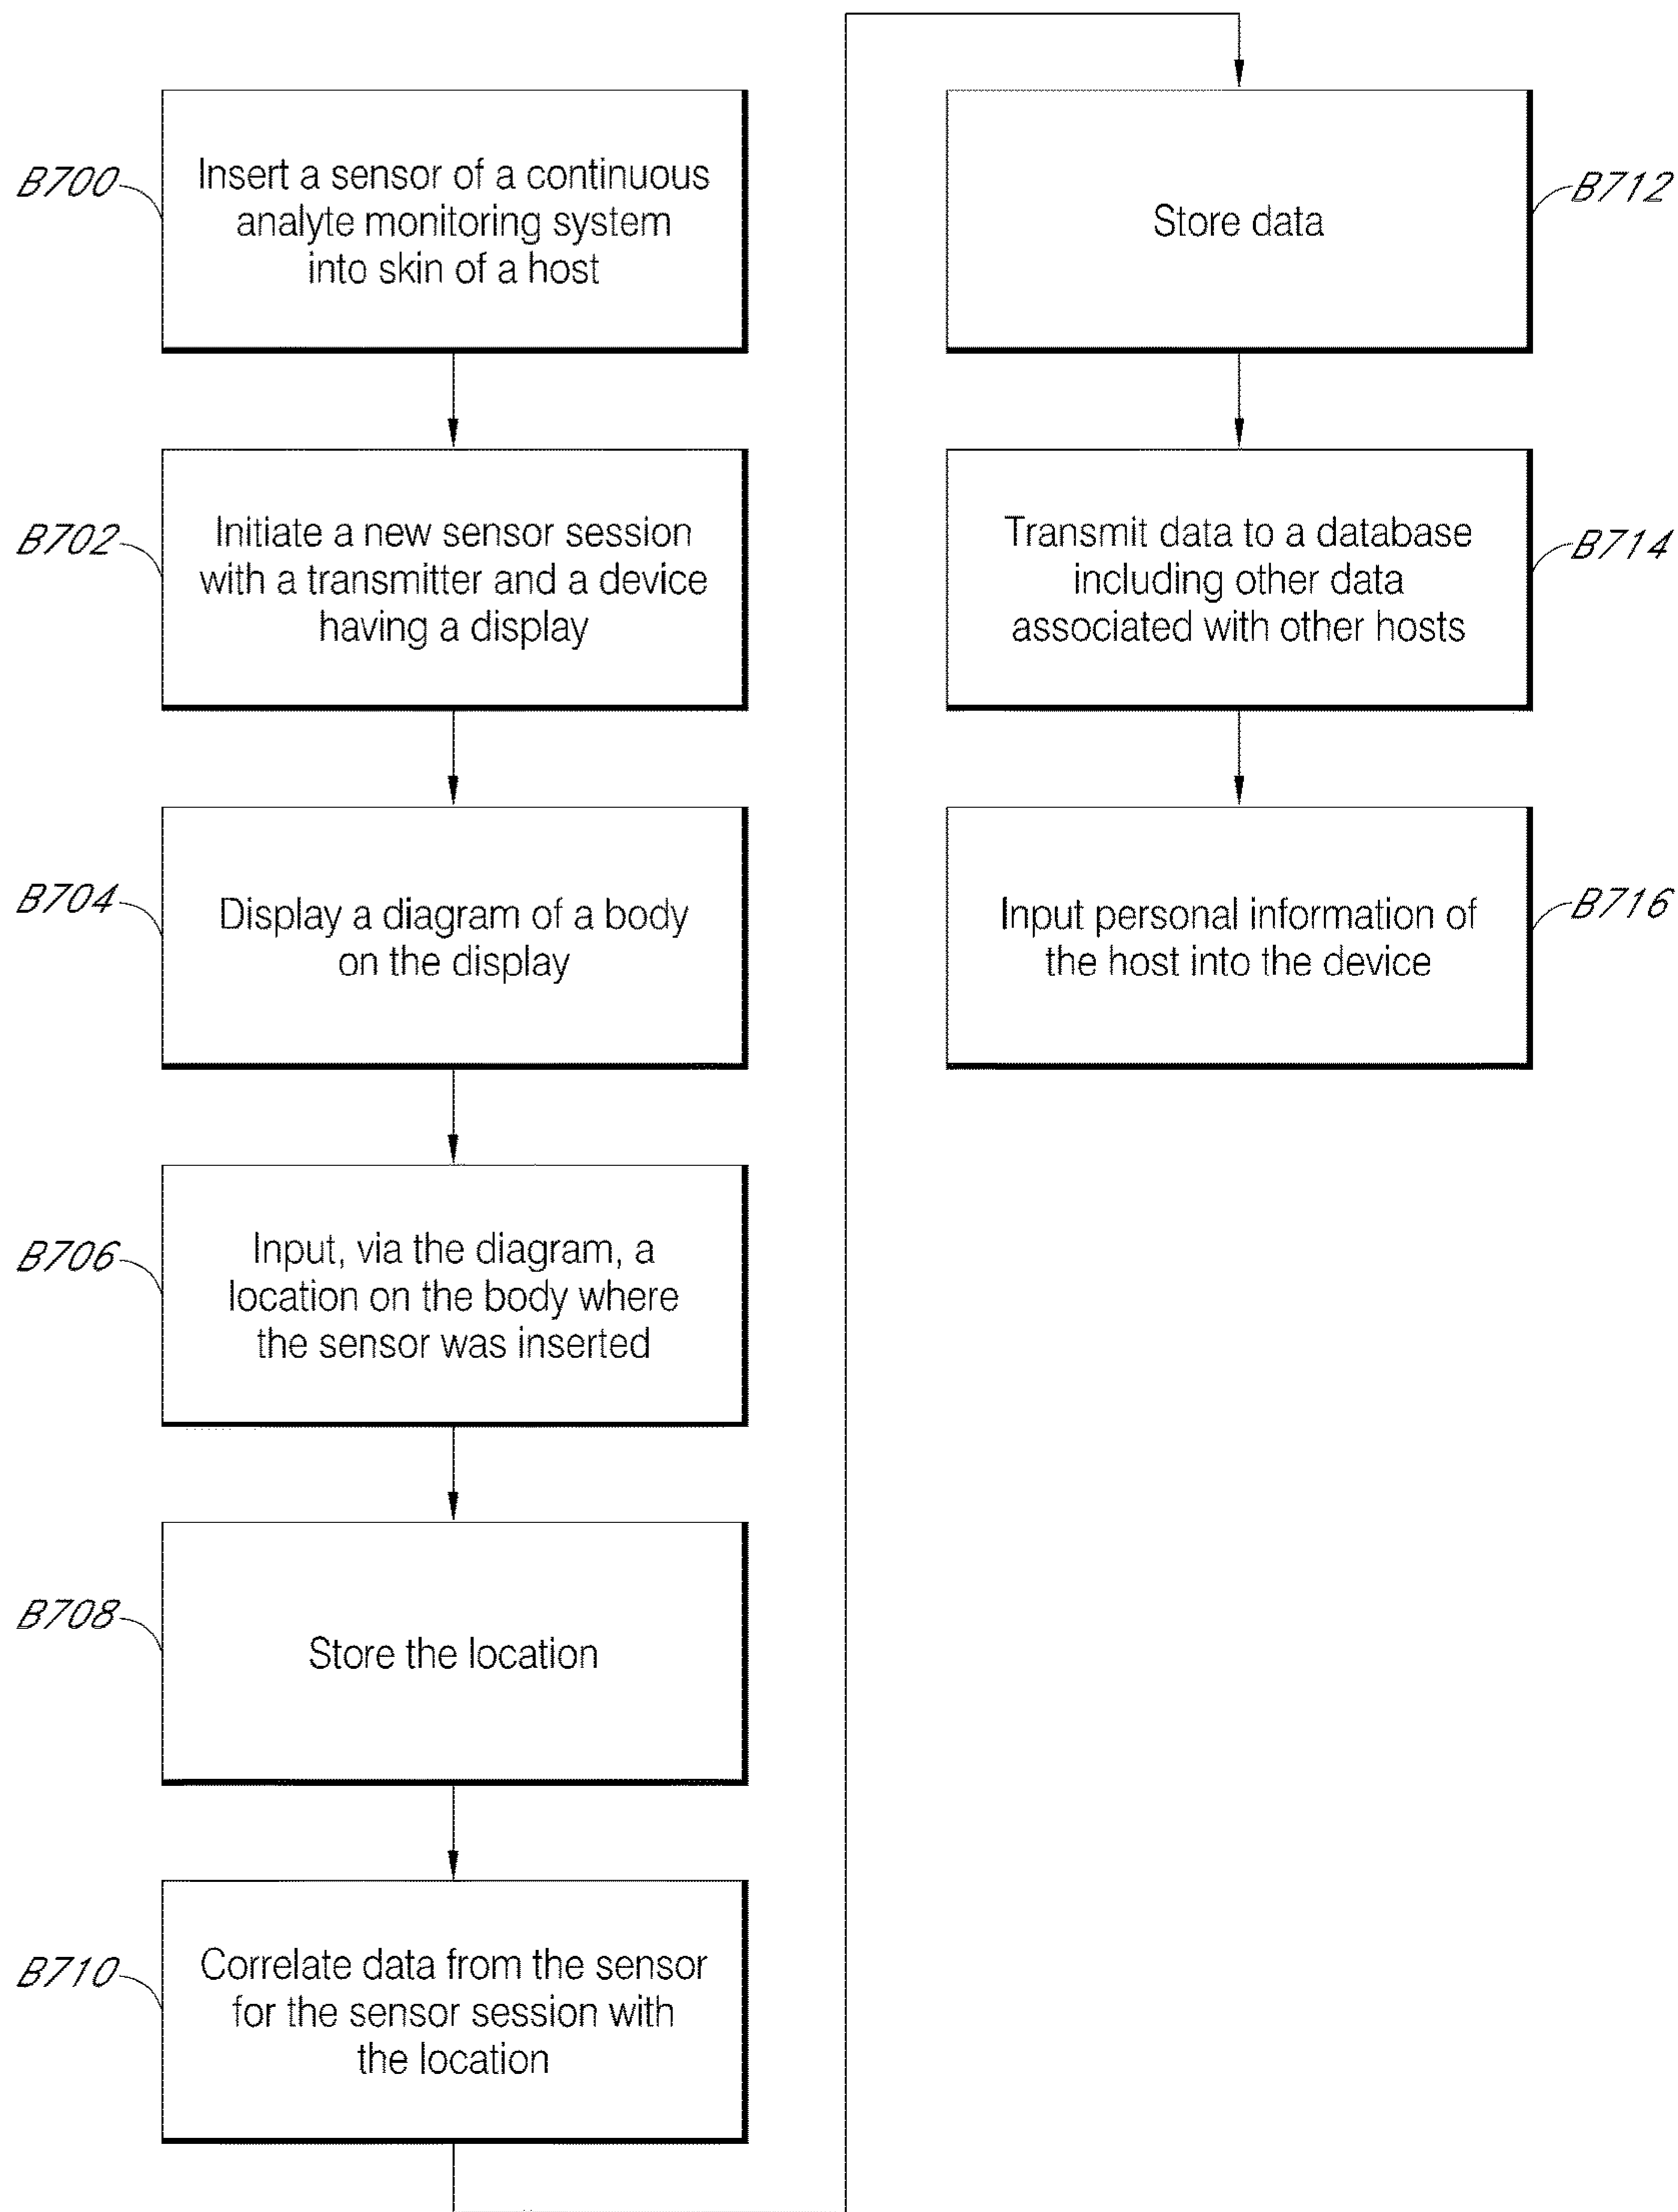 B700
Insert a sensor of a continuous
analyte monitoring system
into skin of a host
B702
Initiate a new sensor session
with a transmitter and a device
having a display
B704
Display a diagram of a body
on the display
B706
Input, via the diagram, a
location on the body where
the sensor was inserted
B708
Store the location
B710
Correlate data from the sensor
for the sensor session with
the location
B712
Store data
B714
Transmit data to a database
including other data
associated with other hosts
B716
Input personal information of
the host into the device